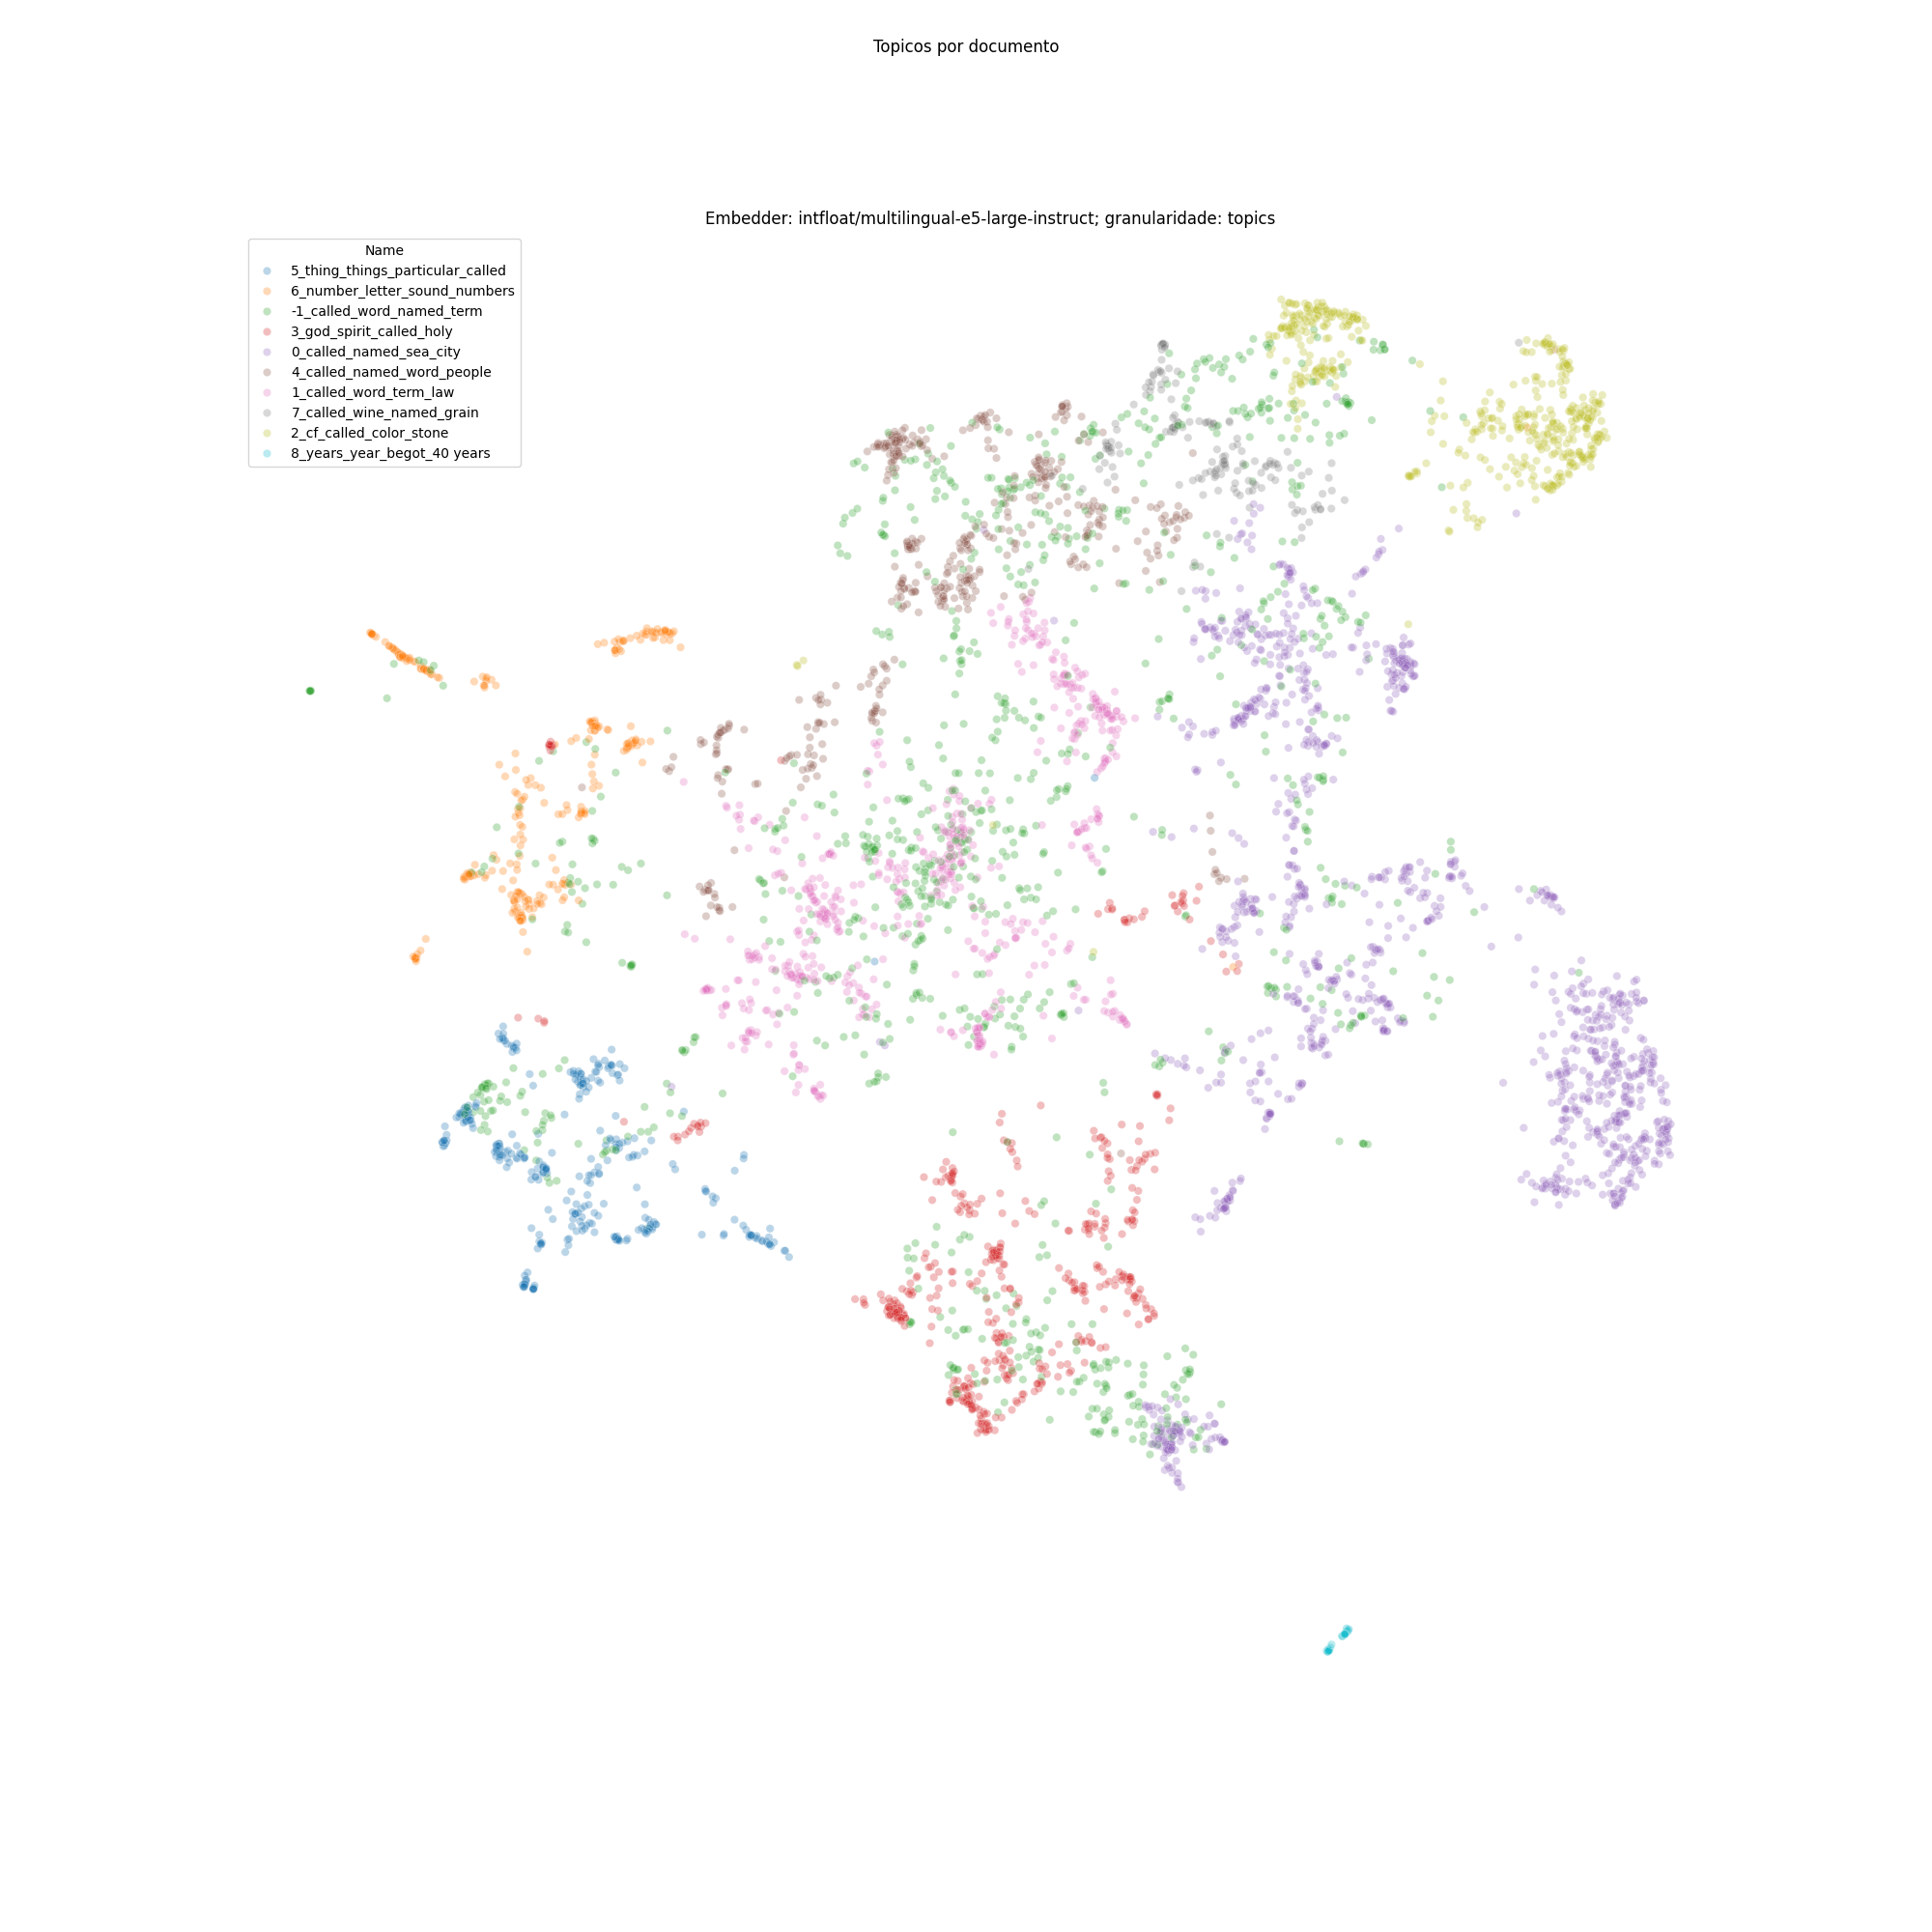 Topicos por documento
Embedder: intfloat/multilingual-e5-large-instruct; granularidade: topics
Name
5_thing_things_particular_called
6_number_letter_sound_numbers
-1_called_word_named_term
3_god_spirit_called_holy
0_called_named_sea_city
4_called_named_word_people
1_called_word_term_law
7_called_wine_named_grain
2_cf_called_color_stone
8_years_year_begot_40 years